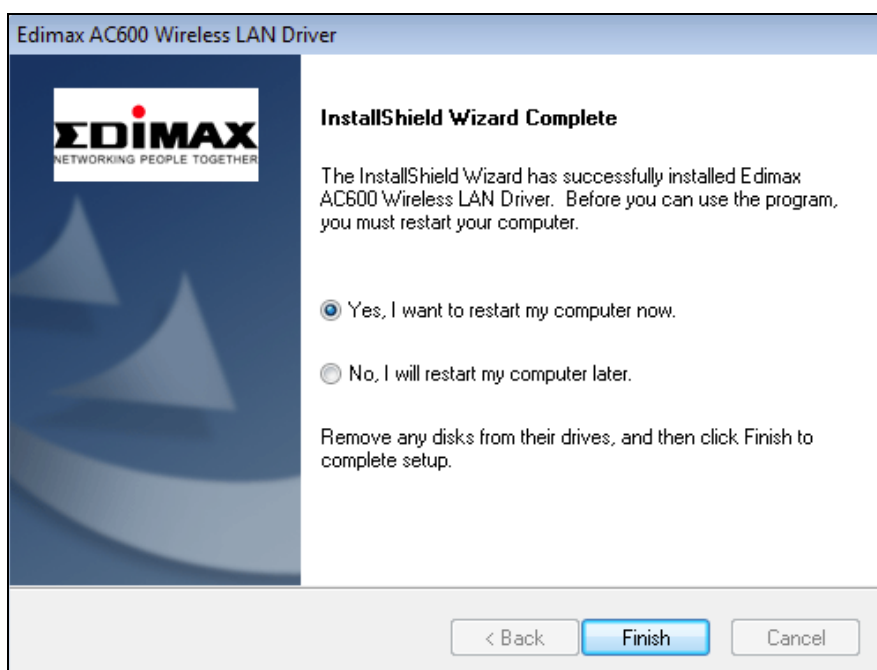 Edimax AC600 Wireless LAN Driver
EDIMAX
NETWORKING PEOPLE TOGETHER
InstallShield Wizard Complete
The InstallShield Wizard has successfully installed Edimax
AC600 Wireless LAN Driver.  Before you can use the program,
you must restart your computer.
Yes, I want to restart my computer now.
No, I will restart my computer later.
Remove any disks from their drives, and then click Finish to
complete setup.
< Back
Finish
Cancel